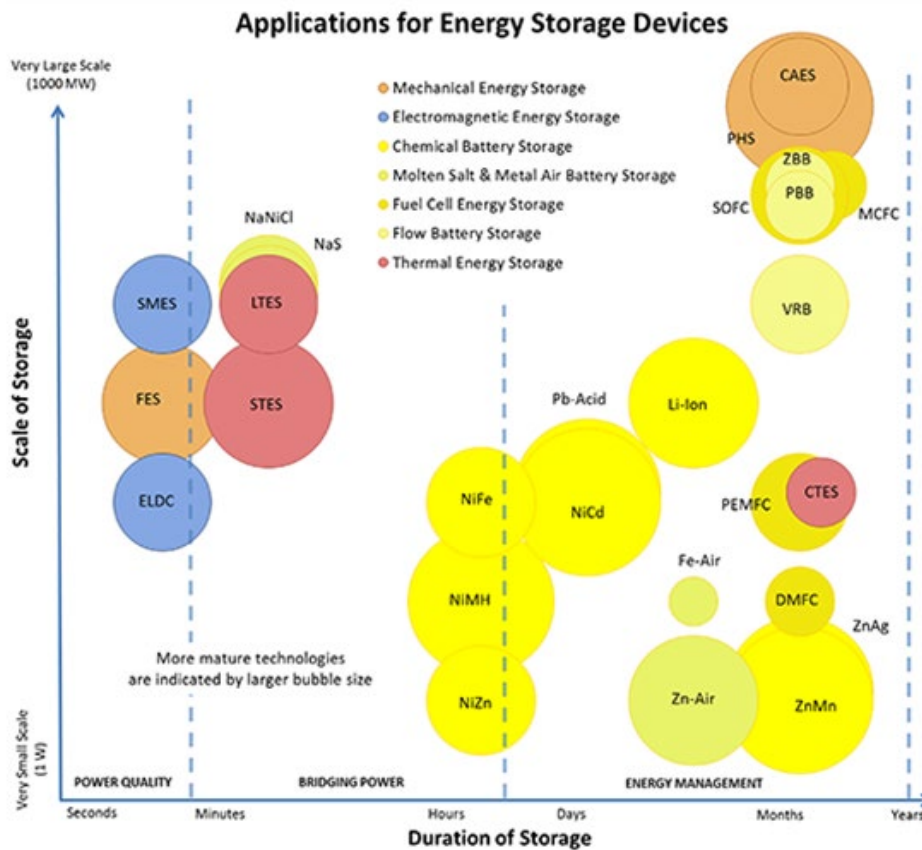 Applications for Energy Storage Devices
Very Large Scale
(1000 MW)
Mechanical Energy Storage
Electromagnetic Energy Storage
Chemical Battery Storage
Molten Salt & Metal Air Battery Storage
Fuel Cell Energy Storage
Flow Battery Storage
Thermal Energy Storage
CAES
PHS
ZBB
PBB
SOFC
MCFC
NaNiCl
NaS
SMES
LTES
VRB
FES
STES
Pb-Acid
Li-Ion
ELDC
NiFe
NiCd
PEMFC
CTES
Fe-Air
NiMH
DMFC
ZnAg
More mature technologies
are indicated by larger bubble size
NiZn
Zn-Air
ZnMn
Scale of Storage
Very Small Scale
(1 W)
POWER QUALITY
BRIDGING POWER
ENERGY MANAGEMENT
Seconds
Minutes
Hours
Days
Months
Years
Duration of Storage